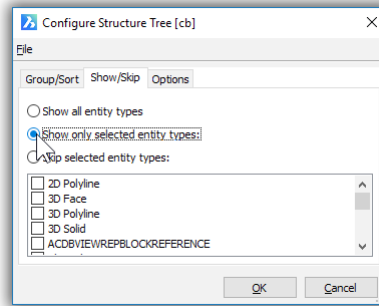 Configure Structure Tree [cb]
File
Group/Sort Show/Skip Options
Show all entity types
Show only selected entity types:
Skip selected entity types:
2D Polyline
3D Face
3D Polyline
3D Solid
ACDBVIEWREPBLOCKREFERENCE
OK Cancel